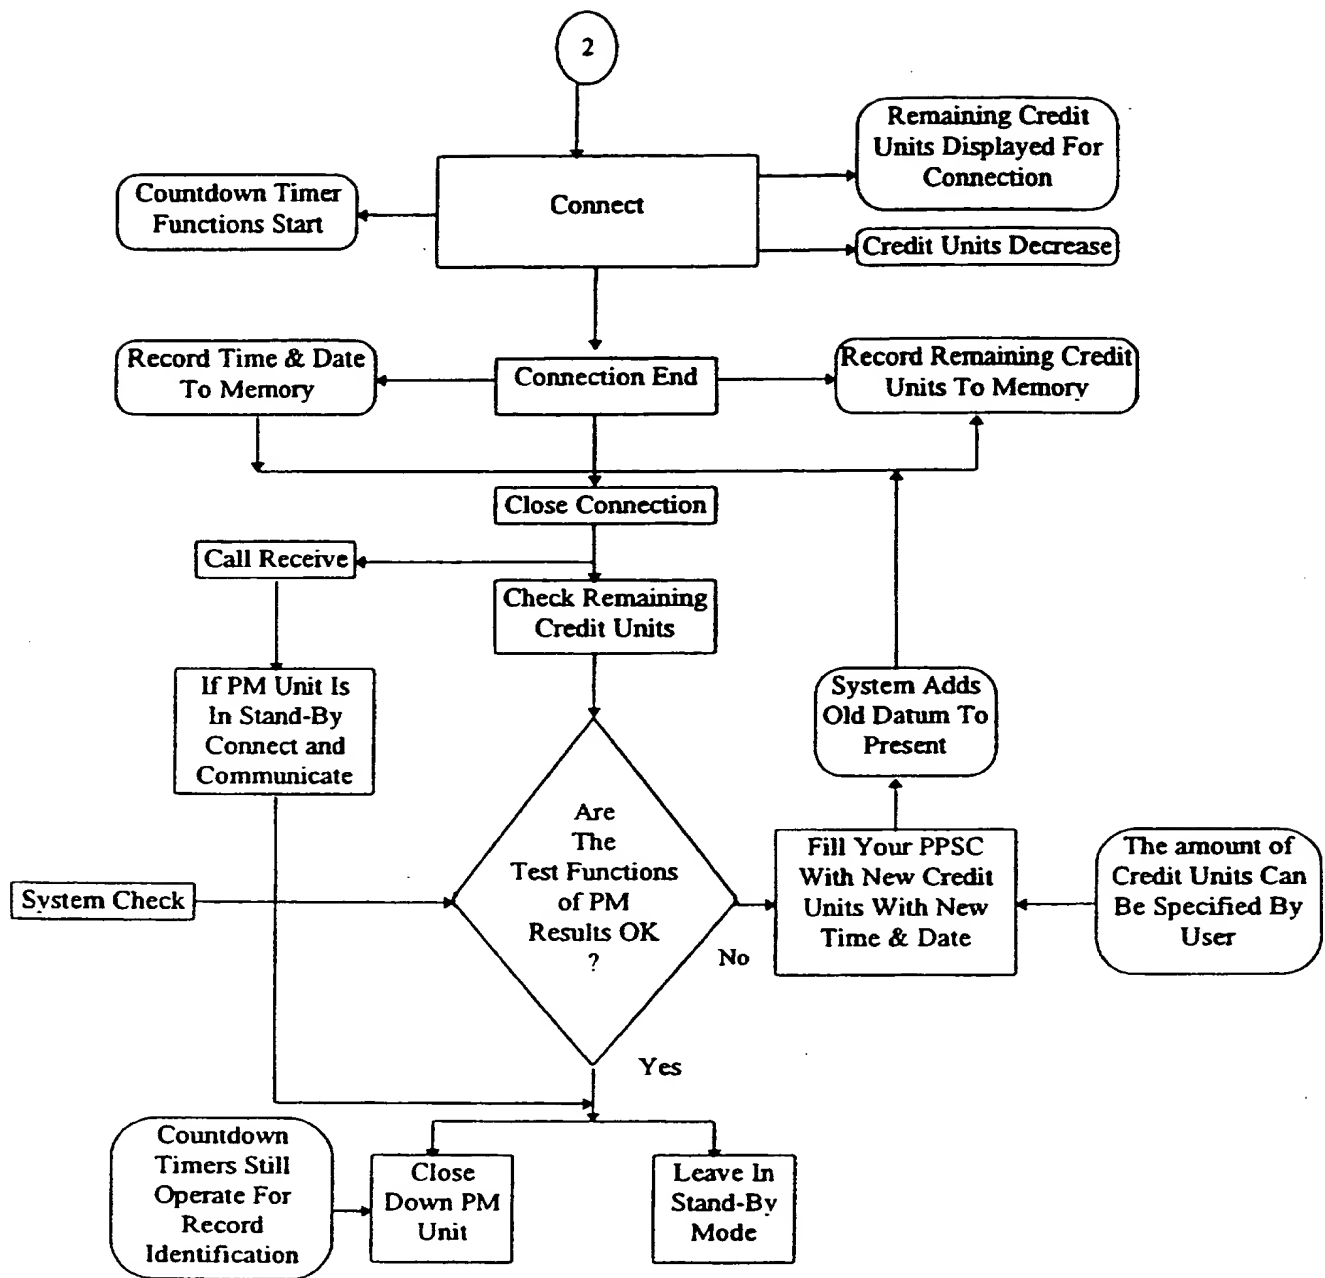 2
Remaining Credit
Units Displayed For
Connection
Countdown Timer
Functions Start
Connect
Credit Units Decrease
Record Time & Date
To Memory
Connection End
Record Remaining Credit
Units To Memory
Close Connection
Call Receive
Check Remaining
Credit Units
If PM Unit Is
In Stand-By
Connect and
Communicate
System Adds
Old Datum To
Present
Are
The
Test Functions
of PM
Results OK
?
Fill Your PPSC
With New Credit
Units With New
Time & Date
The amount of
Credit Units Can
Be Specified By
User
System Check
No
Yes
Countdown
Timers Still
Operate For
Record
Identification
Close
Down PM
Unit
Leave In
Stand-By
Mode